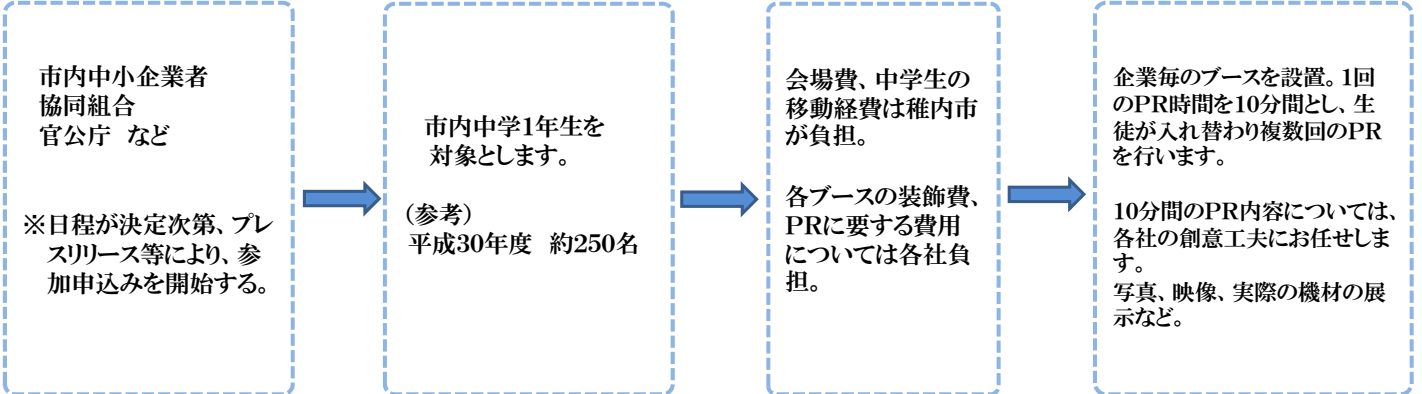 市内中小企業者
協同組合
官公庁　など
※日程が決定次第、プレ
スリリース等により、参
加申込みを開始する。
市内中学1年生を
対象とします。
(参考)
平成30年度　約250名
会場費、中学生の
移動経費は稚内市
が負担。
各ブースの装飾費、
PRに要する費用
については各社負
担。
企業毎のブースを設置。1回
のPR時間を10分間とし、生
徒が入れ替わり複数回のPR
を行います。
10分間のPR内容については、
各社の創意工夫にお任せしま
す。
写真、映像、実際の機材の展
示など。